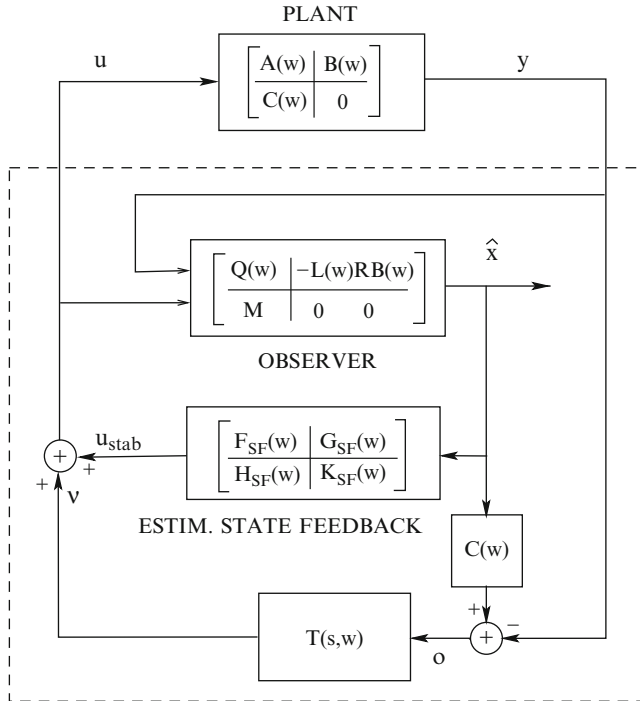 PLANT
u
A(w) B(w)
C(w) 0
y
Q(w) −L(w)RB(w)
M 0 0
x̂
OBSERVER
F_SF(w) G_SF(w)
H_SF(w) K_SF(w)
u_stab
+
+
+
ν
ESTIM. STATE FEEDBACK
C(w)
T(s,w)
+
−
+
o